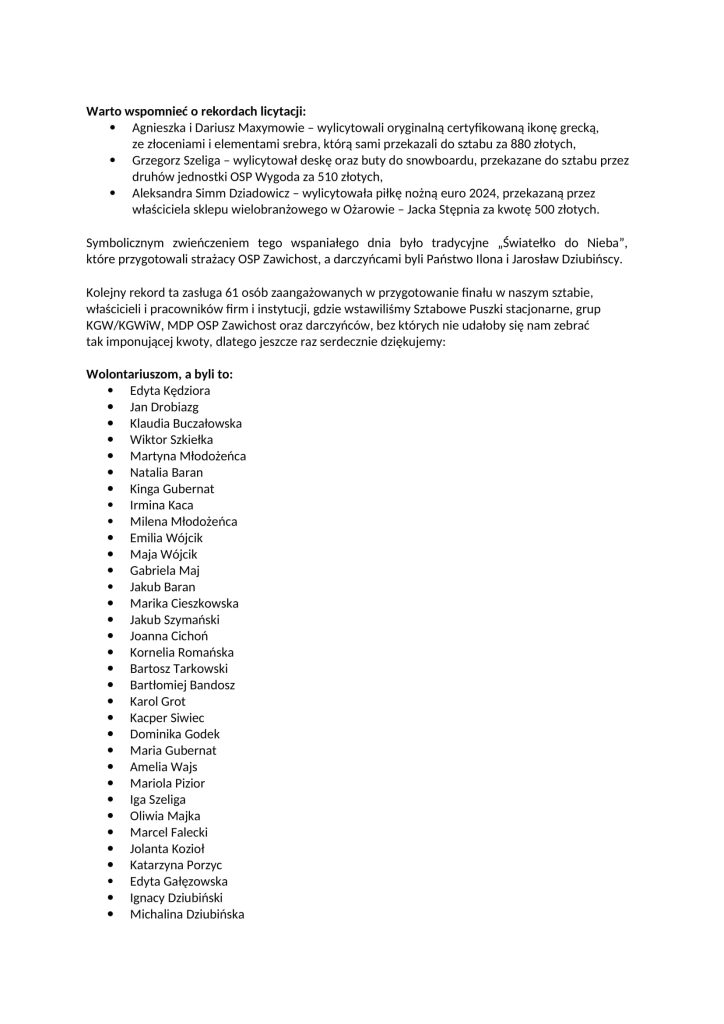 Warto wspomnieć o rekordach licytacji:
• Agnieszka i Dariusz Maxymowie – wylicytowali oryginalną certyfikowaną ikonę grecką,
ze złoceniami i elementami srebra, którą sami przekazali do sztabu za 880 złotych,
• Grzegorz Szeliga – wylicytował deskę oraz buty do snowboardu, przekazane do sztabu przez
druhów jednostki OSP Wygoda za 510 złotych,
• Aleksandra Simm Dziadowicz – wylicytowała piłkę nożną euro 2024, przekazaną przez
właściciela sklepu wielobranżowego w Ożarowie – Jacka Stępnia za kwotę 500 złotych.
Symbolicznym zwieńczeniem tego wspaniałego dnia było tradycyjne „Światełko do Nieba”,
które przygotowali strażacy OSP Zawichost, a darczyńcami byli Państwo Ilona i Jarosław Dziubińscy.
Kolejny rekord ta zasługa 61 osób zaangażowanych w przygotowanie finału w naszym sztabie,
właścicieli i pracowników firm i instytucji, gdzie wstawiliśmy Sztabowe Puszki stacjonarne, grup
KGW/KGWiW, MDP OSP Zawichost oraz darczyńców, bez których nie udałoby się nam zebrać
tak imponującej kwoty, dlatego jeszcze raz serdecznie dziękujemy:
Wolontariuszom, a byli to:
• Edyta Kędziora
• Jan Drobiazg
• Klaudia Buczałowska
• Wiktor Szkiełka
• Martyna Młodożeńca
• Natalia Baran
• Kinga Gubernat
• Irmina Kaca
• Milena Młodożeńca
• Emilia Wójcik
• Maja Wójcik
• Gabriela Maj
• Jakub Baran
• Marika Cieszkowska
• Jakub Szymański
• Joanna Cichoń
• Kornelia Romańska
• Bartosz Tarkowski
• Bartłomiej Bandosz
• Karol Grot
• Kacper Siwiec
• Dominika Godek
• Maria Gubernat
• Amelia Wajs
• Mariola Pizior
• Iga Szeliga
• Oliwia Majka
• Marcel Falecki
• Jolanta Kozioł
• Katarzyna Porzyc
• Edyta Gałęzowska
• Ignacy Dziubiński
• Michalina Dziubińska